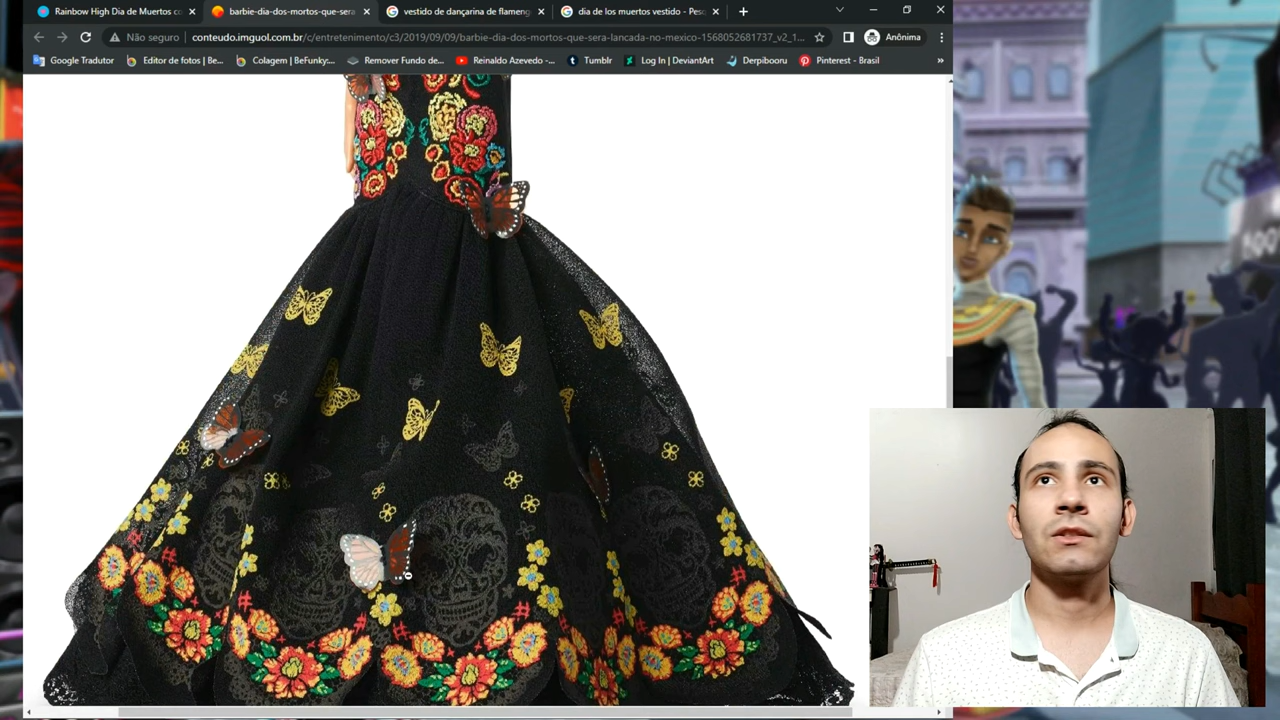 Rainbow High Dia de Muertos co
barbie-dia-dos-mortos-que-sera
vestido de dançarina de flameng
dia de los muertos vestido - Pes
Não seguro
conteudo.imguol.com.br/c/entretenimento/c3/2019/09/09/barbie-dia-dos-mortos-que-sera-lancada-no-mexico-1568052681737_v2_1...
Anônima
Google Tradutor
Editor de fotos | Be...
Colagem | BeFunky...
Remover Fundo de...
Reinaldo Azevedo -...
Tumblr
Log In | DeviantArt
Derpibooru
Pinterest - Brasil
»